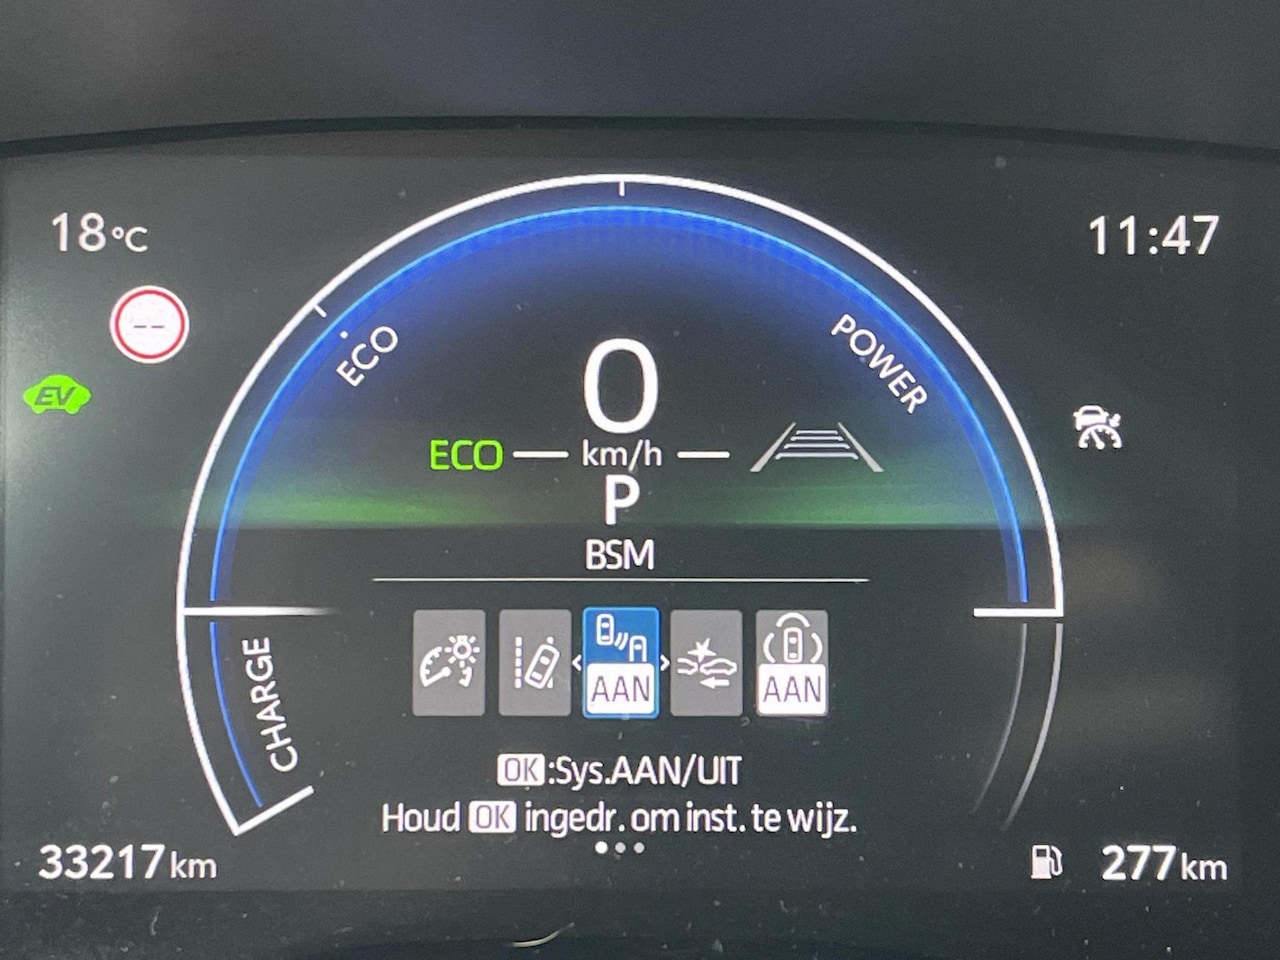 18°C
11:47
--
EV
ECO
POWER
0
ECO
km/h
P
BSM
CHARGE
AAN
AAN
OK:Sys.AAN/UIT
Houd OK ingedr. om inst. te wijz.
33217km
277km